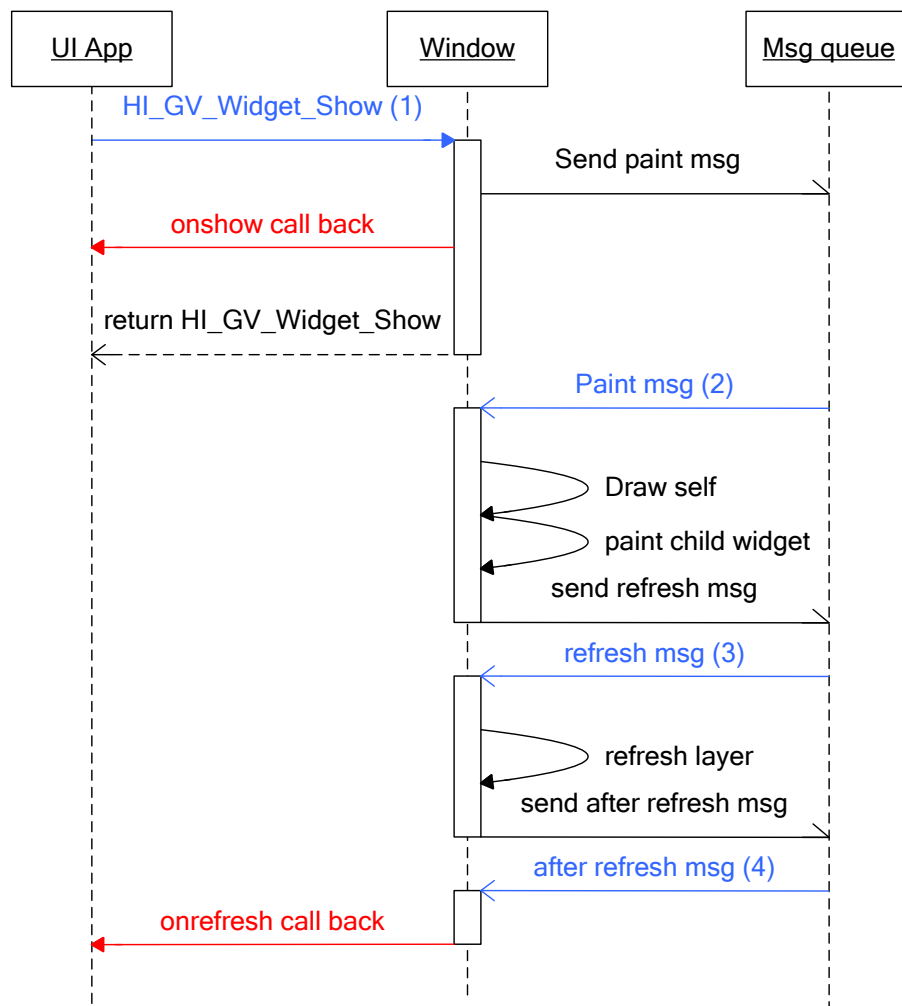 UI App
Window
Msg queue
HI_GV_Widget_Show (1)
Send paint msg
onshow call back
return HI_GV_Widget_Show
Paint msg (2)
Draw self
paint child widget
send refresh msg
refresh msg (3)
refresh layer
send after refresh msg
after refresh msg (4)
onrefresh call back